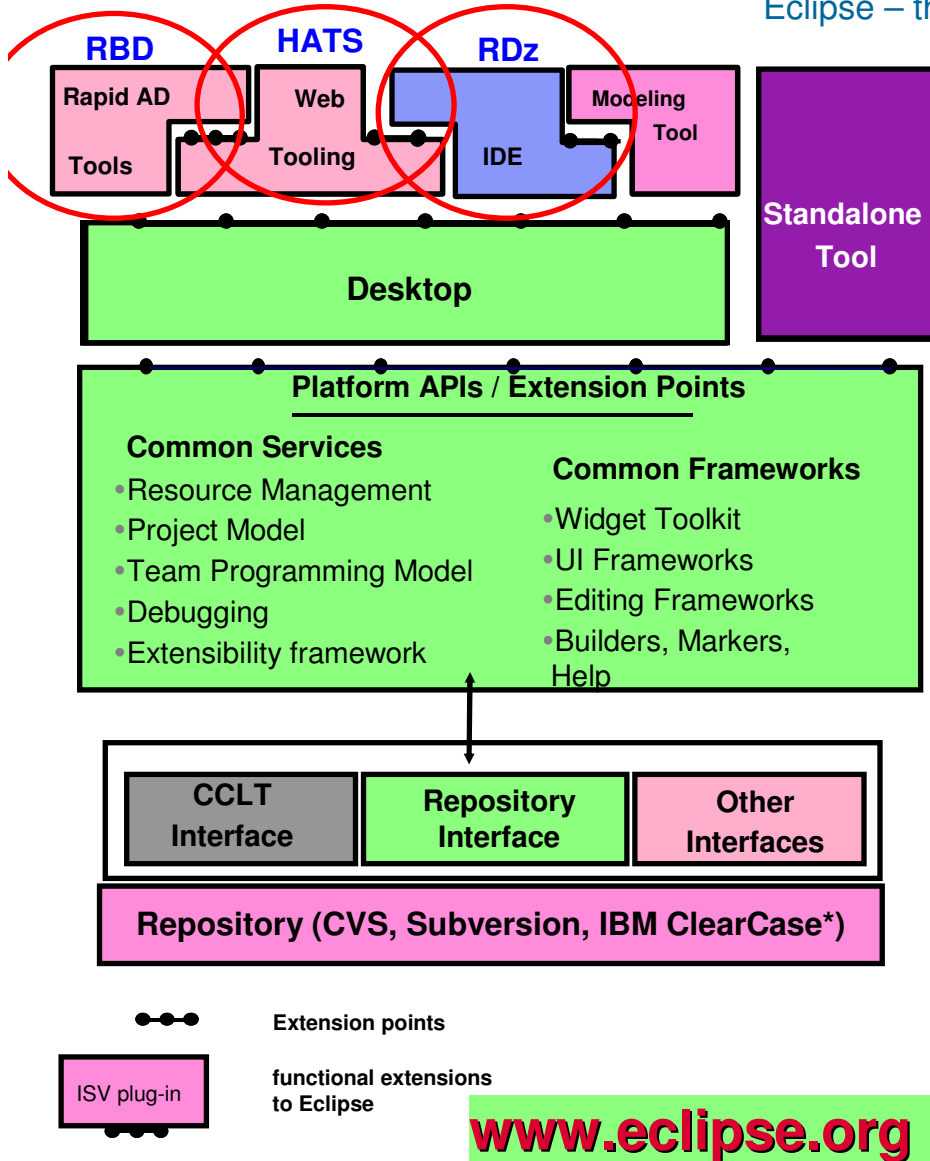 Eclipse – th
RBD
HATS
RDz
Rapid AD
Tools
Web
Tooling
IDE
Modeling
Tool
Standalone
Tool
Desktop
Platform APIs / Extension Points
Common Services
•Resource Management
•Project Model
•Team Programming Model
•Debugging
•Extensibility framework
Common Frameworks
•Widget Toolkit
•UI Frameworks
•Editing Frameworks
•Builders, Markers,
Help
CCLT
Interface
Repository
Interface
Other
Interfaces
Repository (CVS, Subversion, IBM ClearCase*)
Extension points
ISV plug-in
functional extensions
to Eclipse
www.eclipse.org